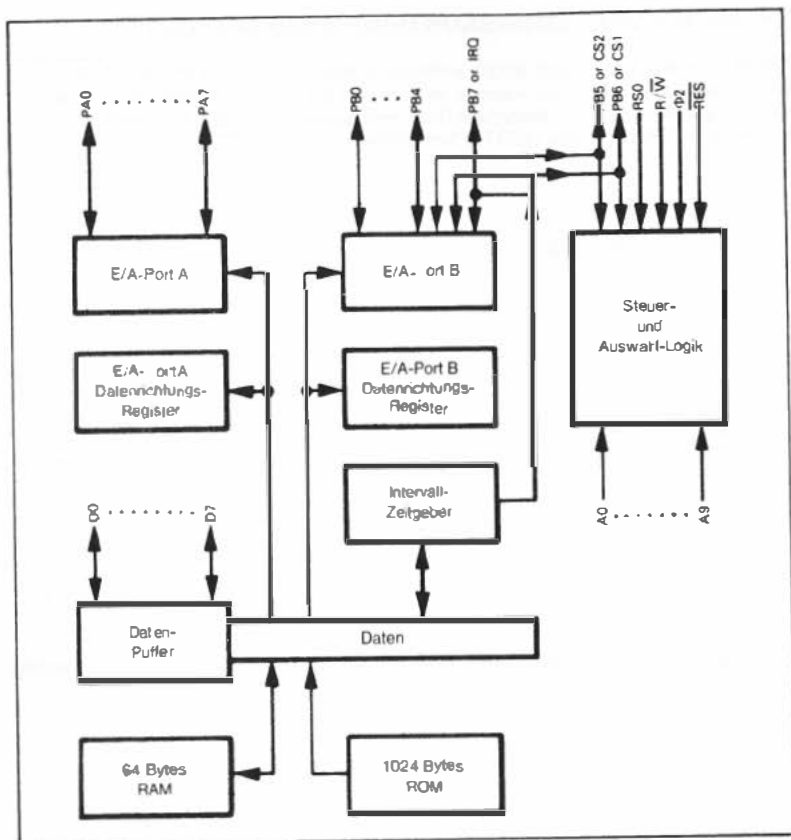 PA0 . . . . . . . PA7
PB0 . . . . PB4
PB7 or IRQ
B5 or CS2
PB6 or CS1
RS0
R/W̅
Φ2
R̅E̅S̅
E/A-Port A
E/A- ort B
Steuer-
und
Auswahl-Logik
E/A- ortA
Datenrichtungs-
Register
E/A-Port B
Datenrichtungs-
Register
Intervall-
Zeitgeber
A0 . . . . . . A9
D0 . . . . . . . . D7
Daten-
Puffer
Daten
64 Bytes
RAM
1024 Bytes
ROM